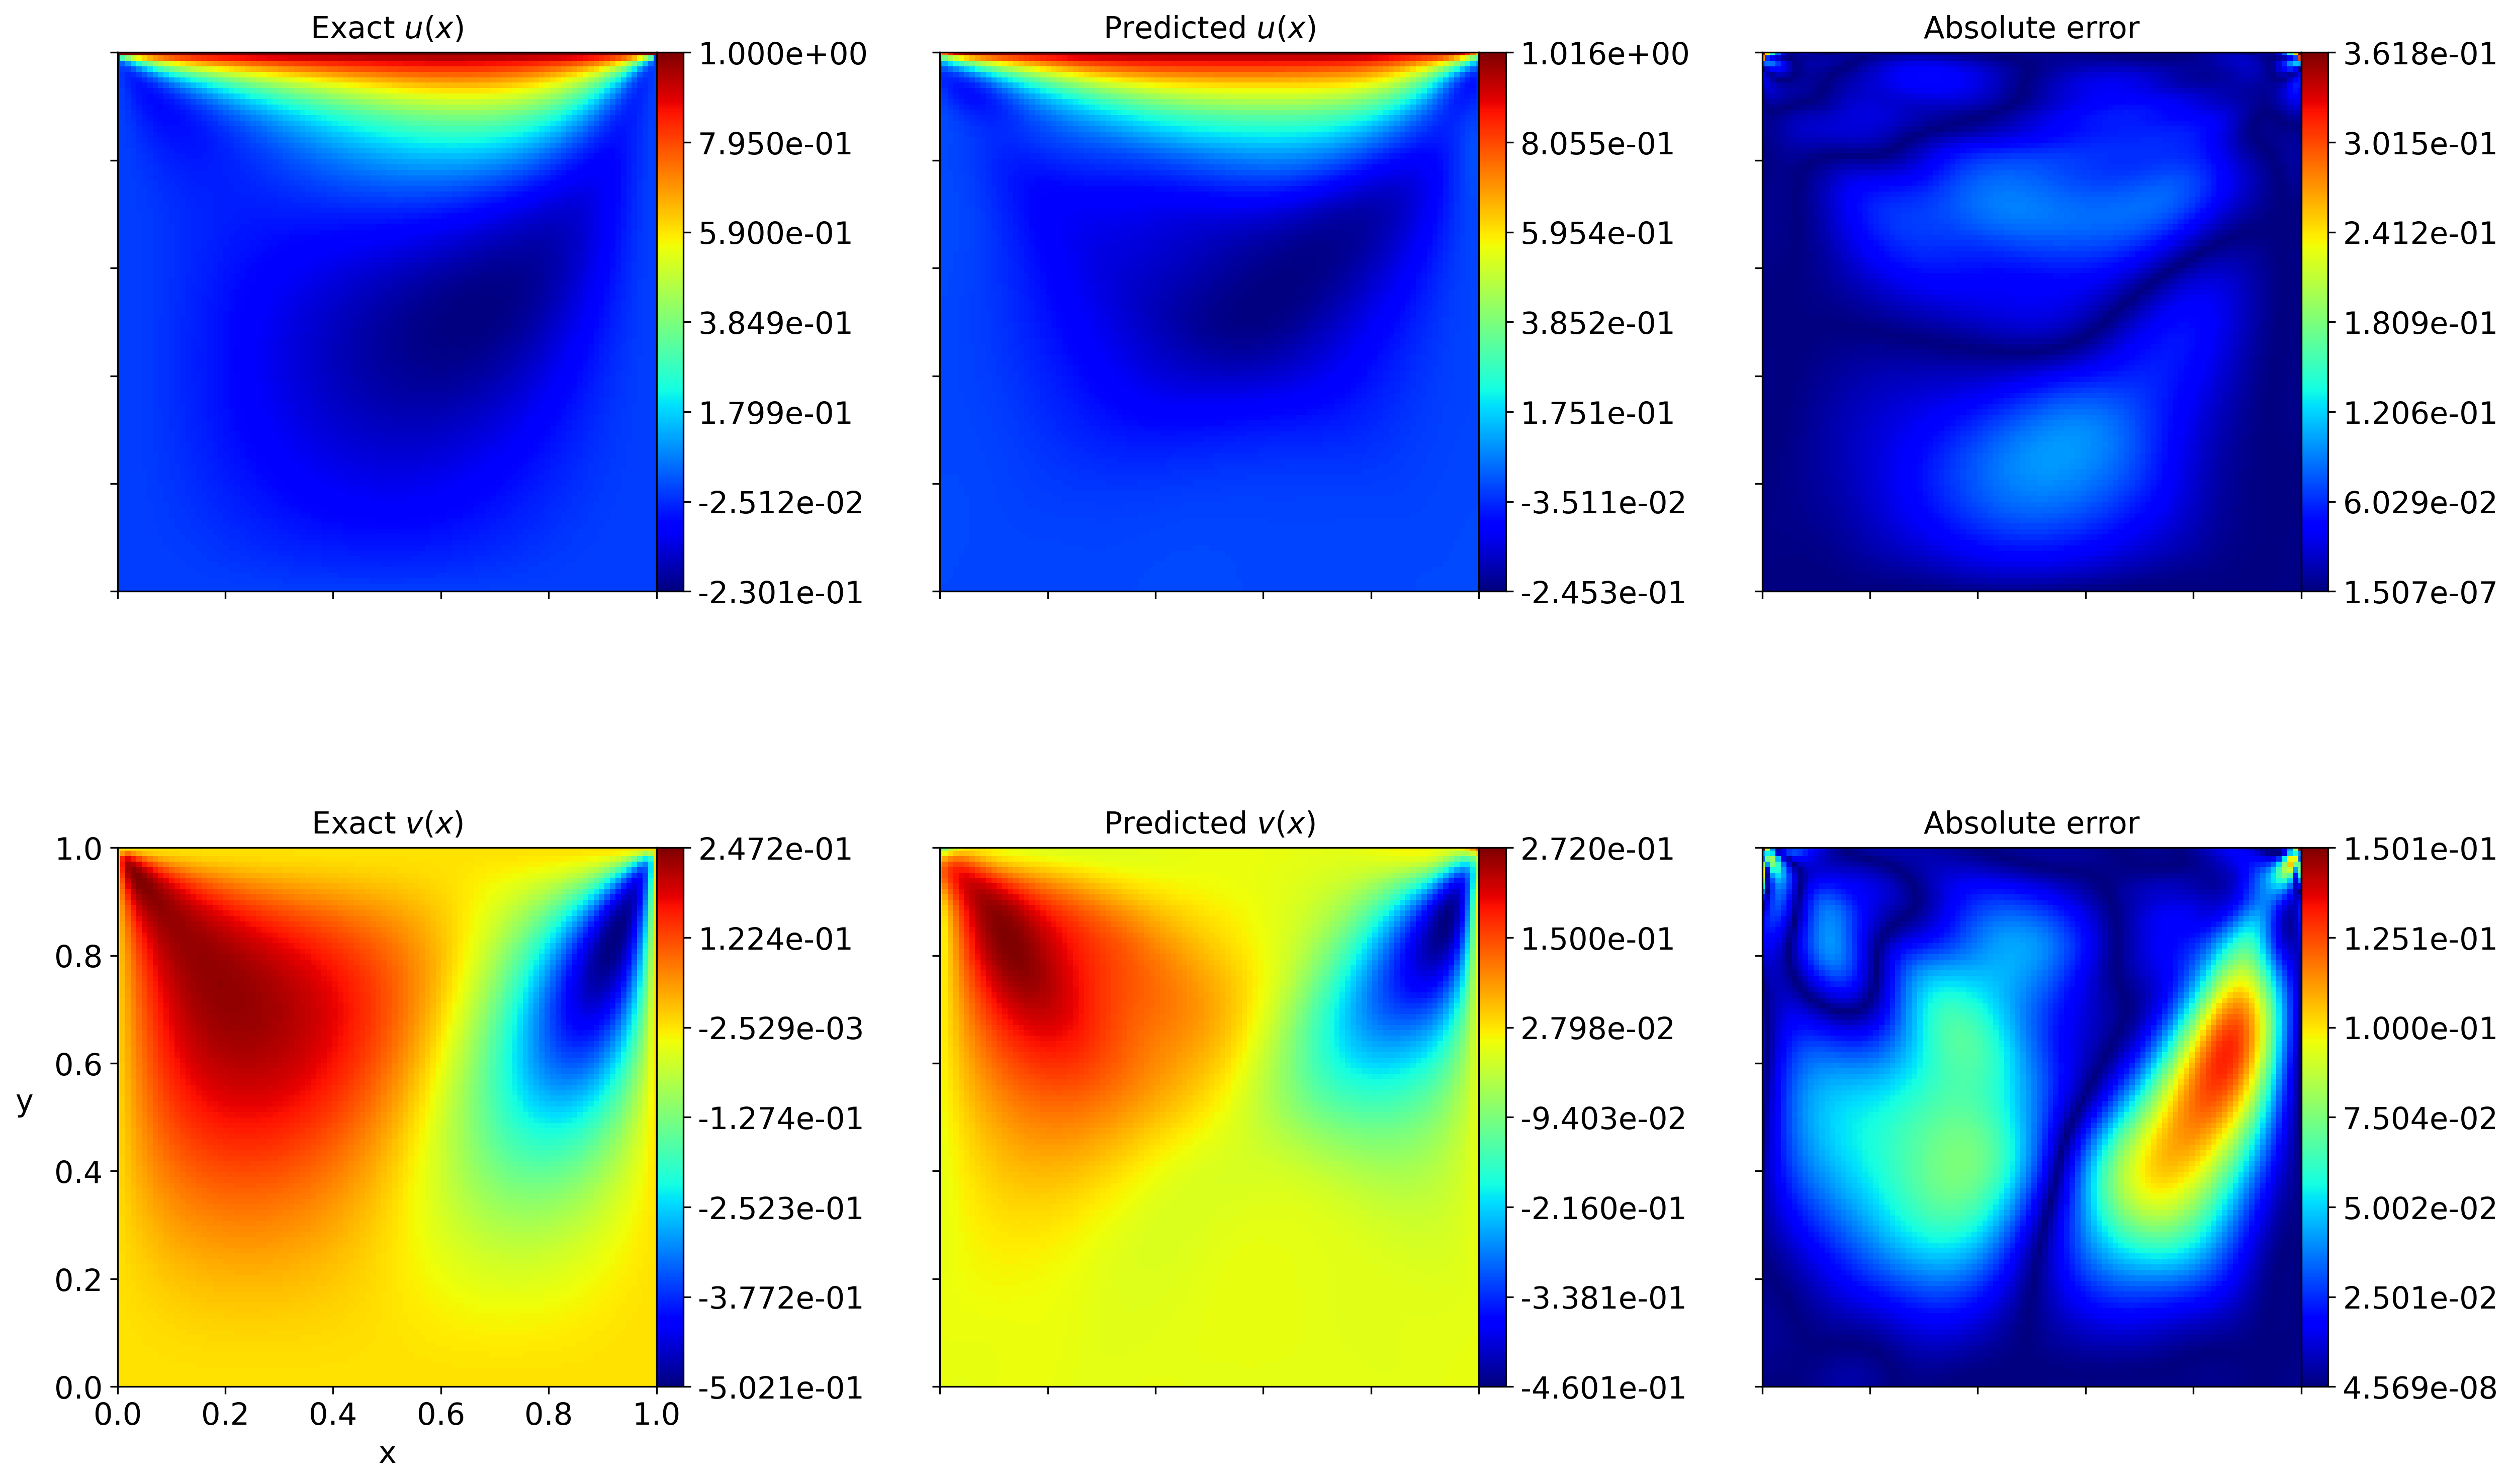 Exact u(x)
1.000e+00
7.950e-01
5.900e-01
3.849e-01
1.799e-01
-2.512e-02
-2.301e-01
Predicted u(x)
1.016e+00
8.055e-01
5.954e-01
3.852e-01
1.751e-01
-3.511e-02
-2.453e-01
Absolute error
3.618e-01
3.015e-01
2.412e-01
1.809e-01
1.206e-01
6.029e-02
1.507e-07
Exact v(x)
1.0
0.8
0.6
0.4
0.2
0.0
y
0.0 0.2 0.4 0.6 0.8 1.0
x
2.472e-01
1.224e-01
-2.529e-03
-1.274e-01
-2.523e-01
-3.772e-01
-5.021e-01
Predicted v(x)
2.720e-01
1.500e-01
2.798e-02
-9.403e-02
-2.160e-01
-3.381e-01
-4.601e-01
Absolute error
1.501e-01
1.251e-01
1.000e-01
7.504e-02
5.002e-02
2.501e-02
4.569e-08